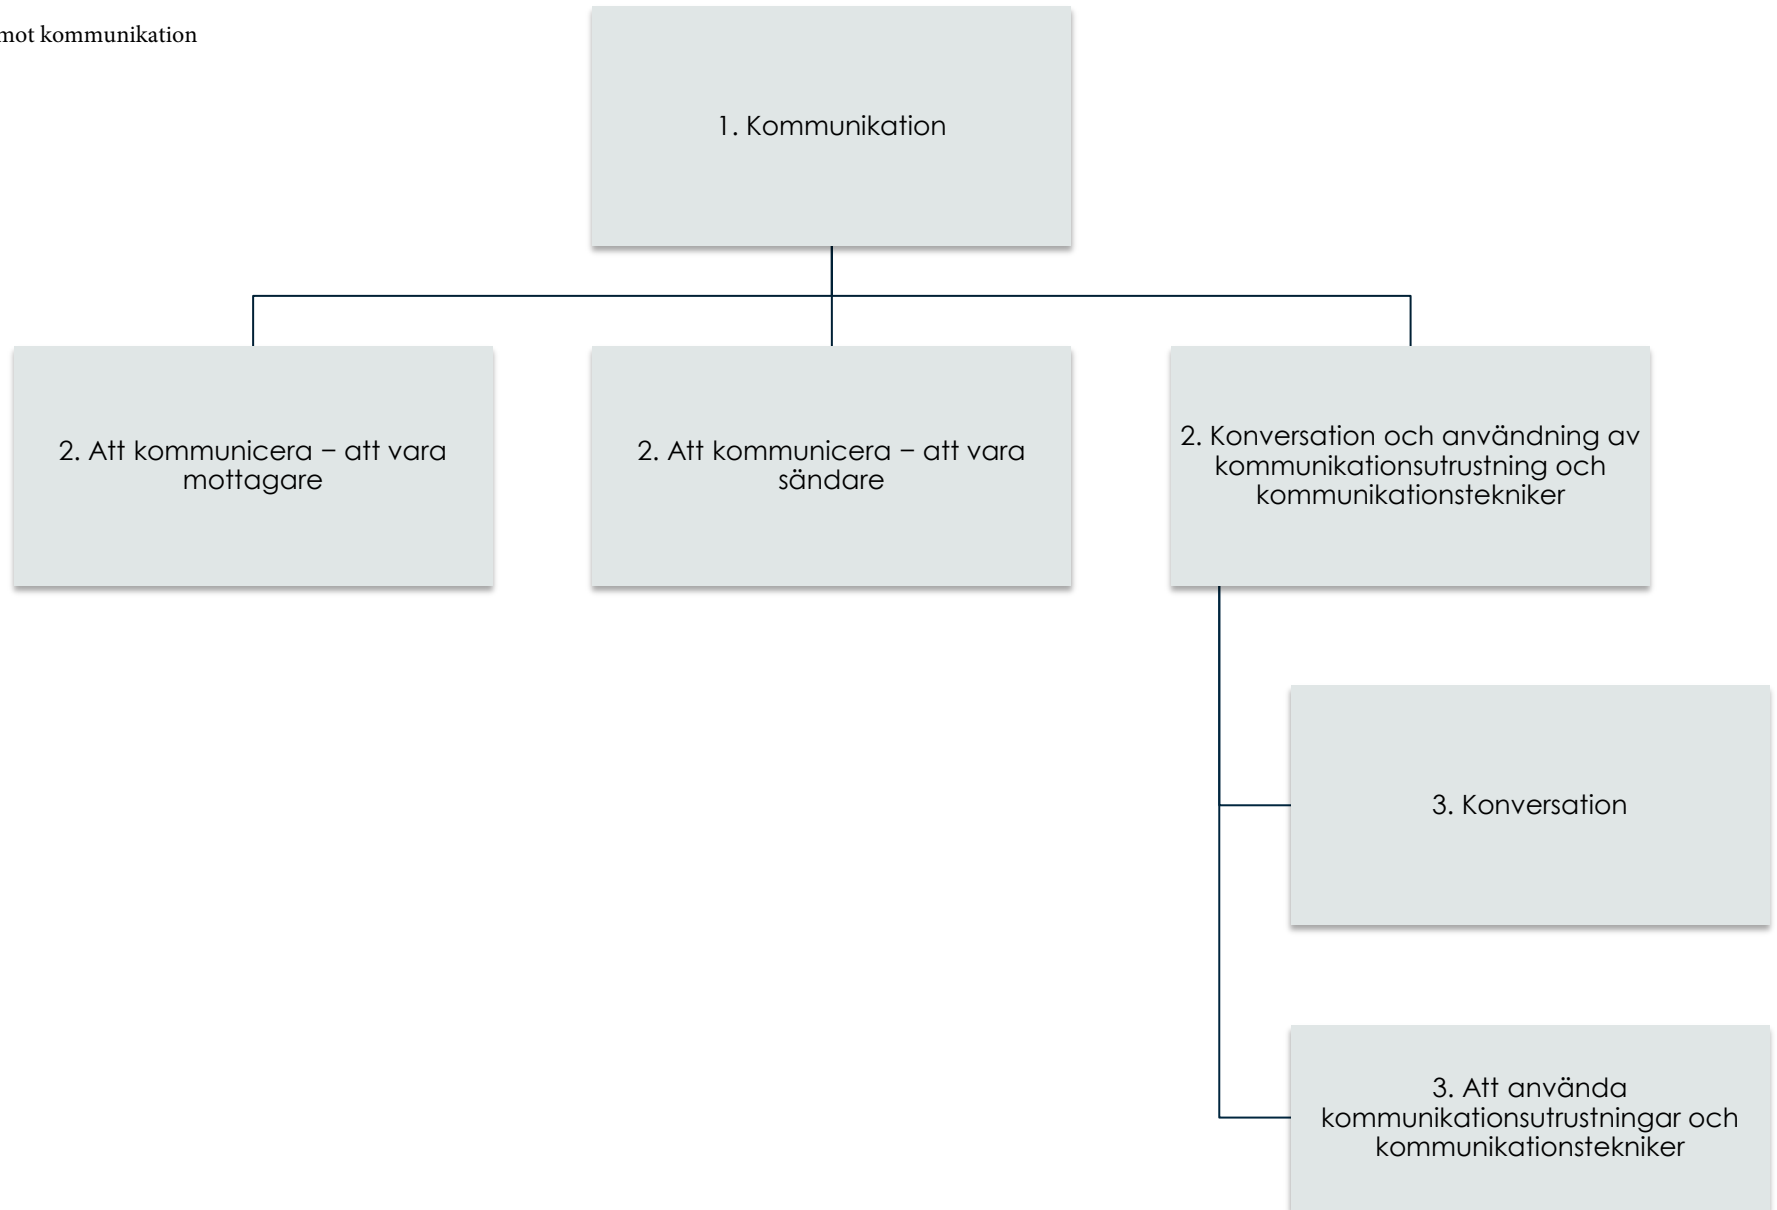 mot kommunikation
1. Kommunikation
2. Att kommunicera – att vara
mottagare
2. Att kommunicera – att vara
sändare
2. Konversation och användning av
kommunikationsutrustning och
kommunikationstekniker
3. Konversation
3. Att använda
kommunikationsutrustningar och
kommunikationstekniker